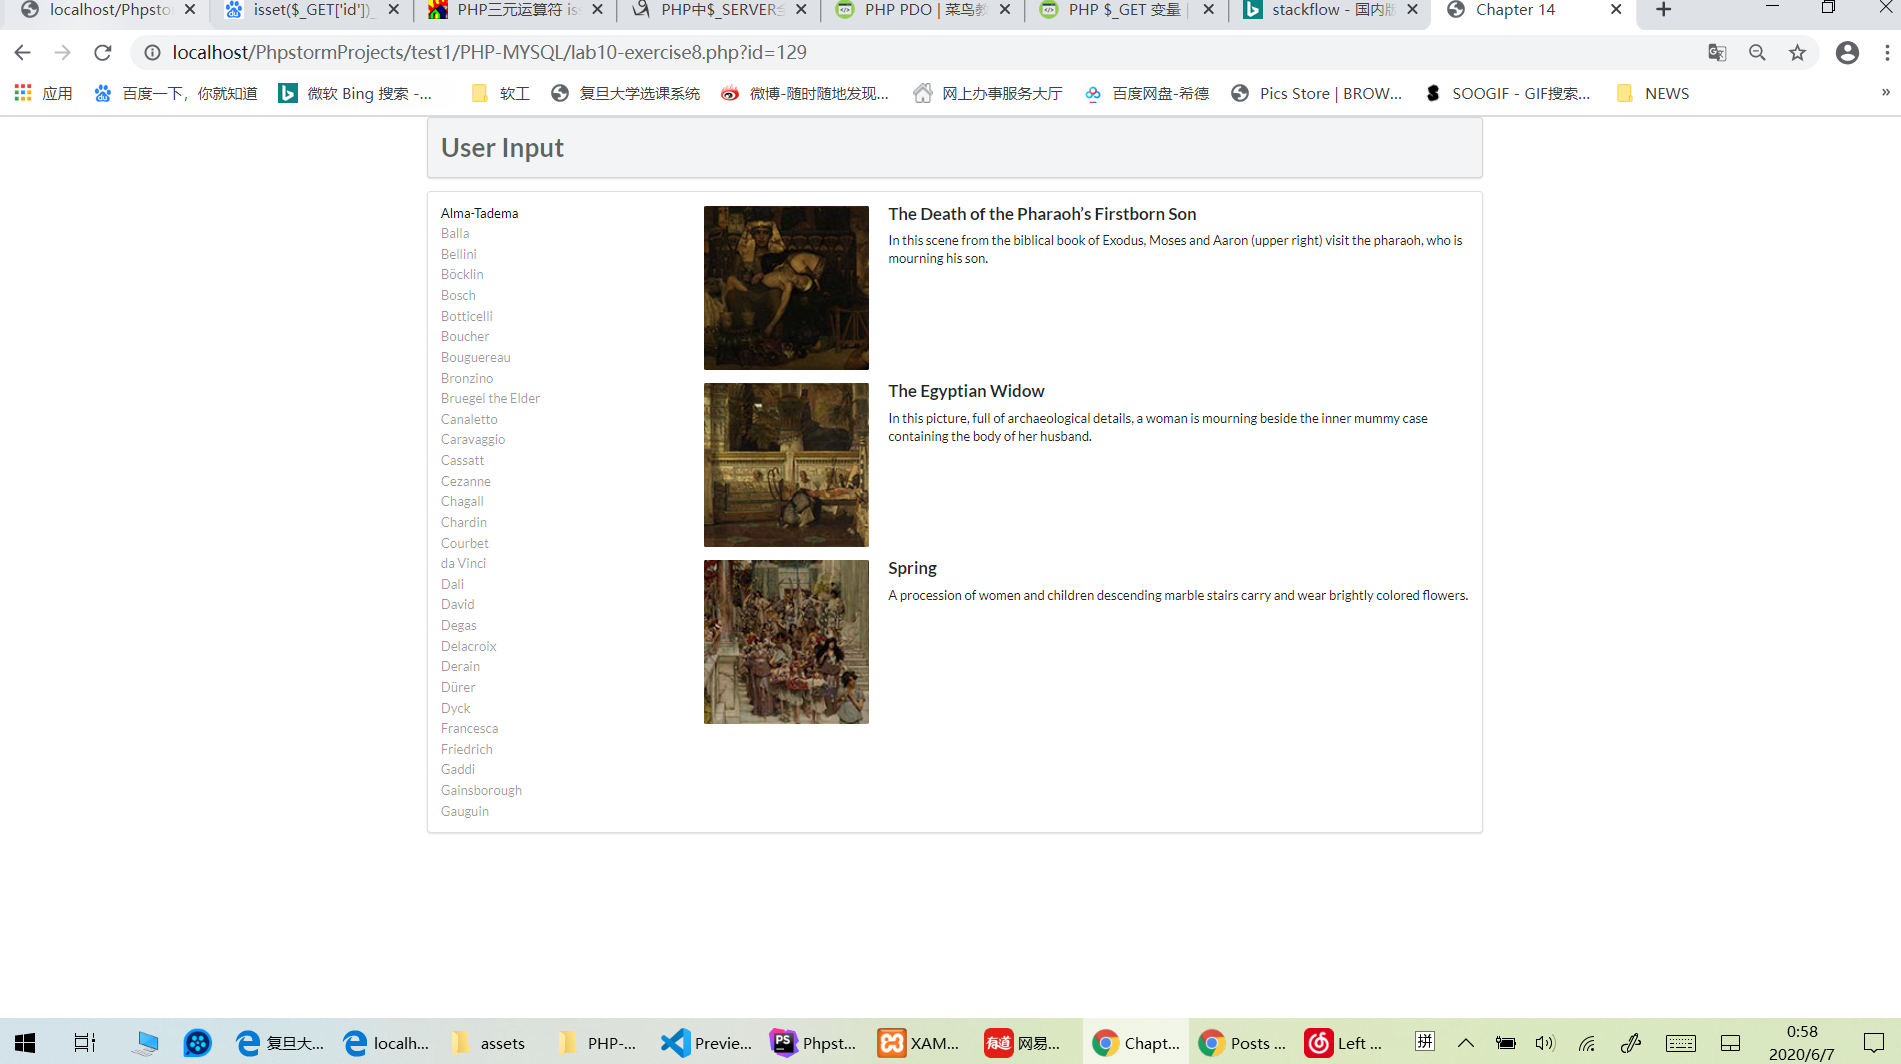 localhost/Phpsto
isset($_GET['id'])_
PHP三元运算符 is
PHP中$_SERVER全
PHP PDO | 菜鸟教
PHP $_GET 变量 |
stackflow - 国内版
Chapter 14
localhost/PhpstormProjects/test1/PHP-MYSQL/lab10-exercise8.php?id=129
应用 百度一下，你就知道 微软 Bing 搜索 -... 软工 复旦大学选课系统 微博-随时随地发现... 网上办事服务大厅 百度网盘-希德 Pics Store | BROW... SOOGIF - GIF搜索... NEWS »
User Input
Alma-Tadema
Balla
Bellini
Böcklin
Bosch
Botticelli
Boucher
Bouguereau
Bronzino
Bruegel the Elder
Canaletto
Caravaggio
Cassatt
Cezanne
Chagall
Chardin
Courbet
da Vinci
Dali
David
Degas
Delacroix
Derain
Dürer
Dyck
Francesca
Friedrich
Gaddi
Gainsborough
Gauguin
The Death of the Pharaoh’s Firstborn Son
In this scene from the biblical book of Exodus, Moses and Aaron (upper right) visit the pharaoh, who is
mourning his son.
The Egyptian Widow
In this picture, full of archaeological details, a woman is mourning beside the inner mummy case
containing the body of her husband.
Spring
A procession of women and children descending marble stairs carry and wear brightly colored flowers.
复旦大... localh... assets PHP-... Previe... PS Phpst... XAM... 有道 网易... Chapt... Posts ... Left ... 拼
0:58
2020/6/7